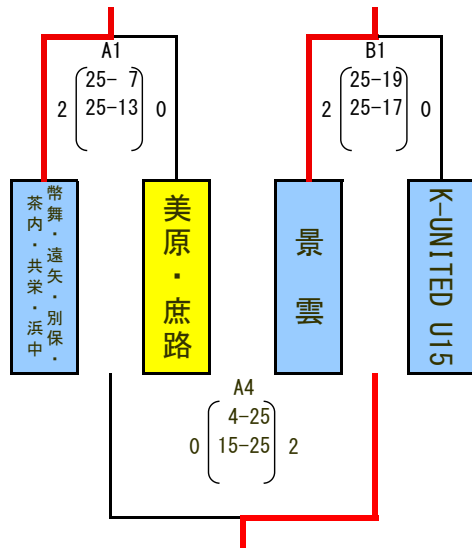 A1
B1
25- 7
25-13
2
0
25-19
25-17
2
0
幣舞・遠矢・別保・
茶内・共栄・浜中
美原・庶路
景雲
K-UNITED U15
A4
4-25
15-25
0
2